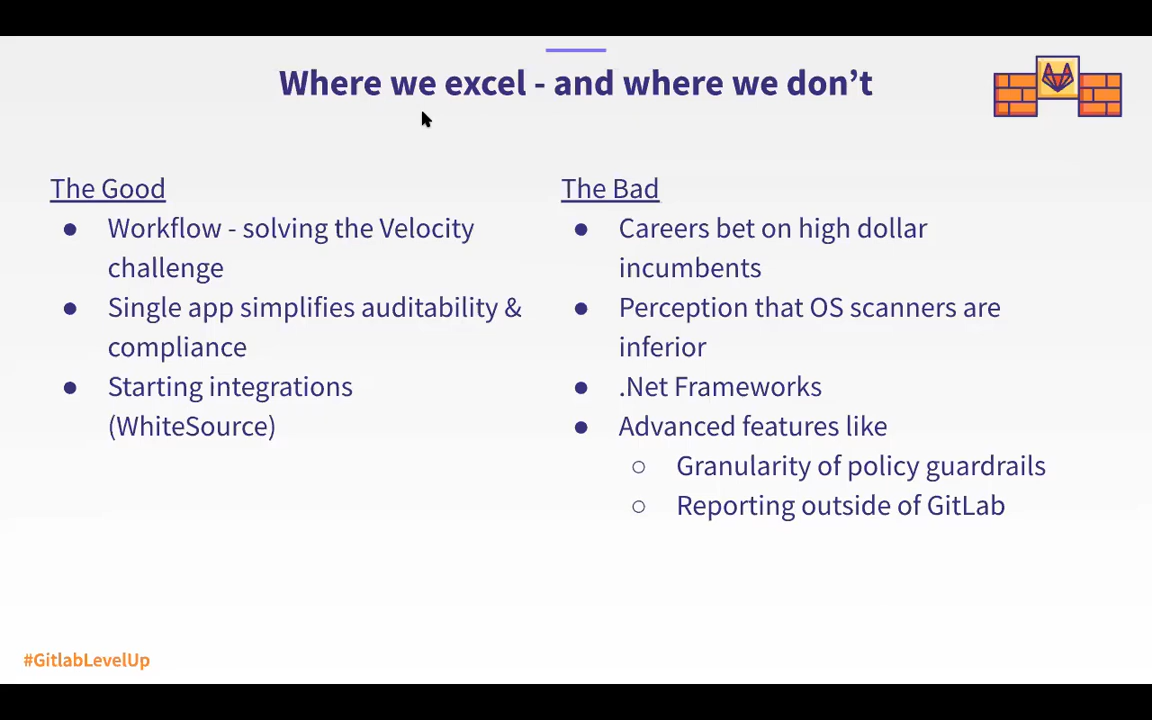 Where we excel - and where we don't
The Good
● Workflow - solving the Velocity
challenge
● Single app simplifies auditability &
compliance
● Starting integrations
(WhiteSource)
The Bad
● Careers bet on high dollar
incumbents
● Perception that OS scanners are
inferior
● .Net Frameworks
● Advanced features like
○ Granularity of policy guardrails
○ Reporting outside of GitLab
#GitlabLevelUp